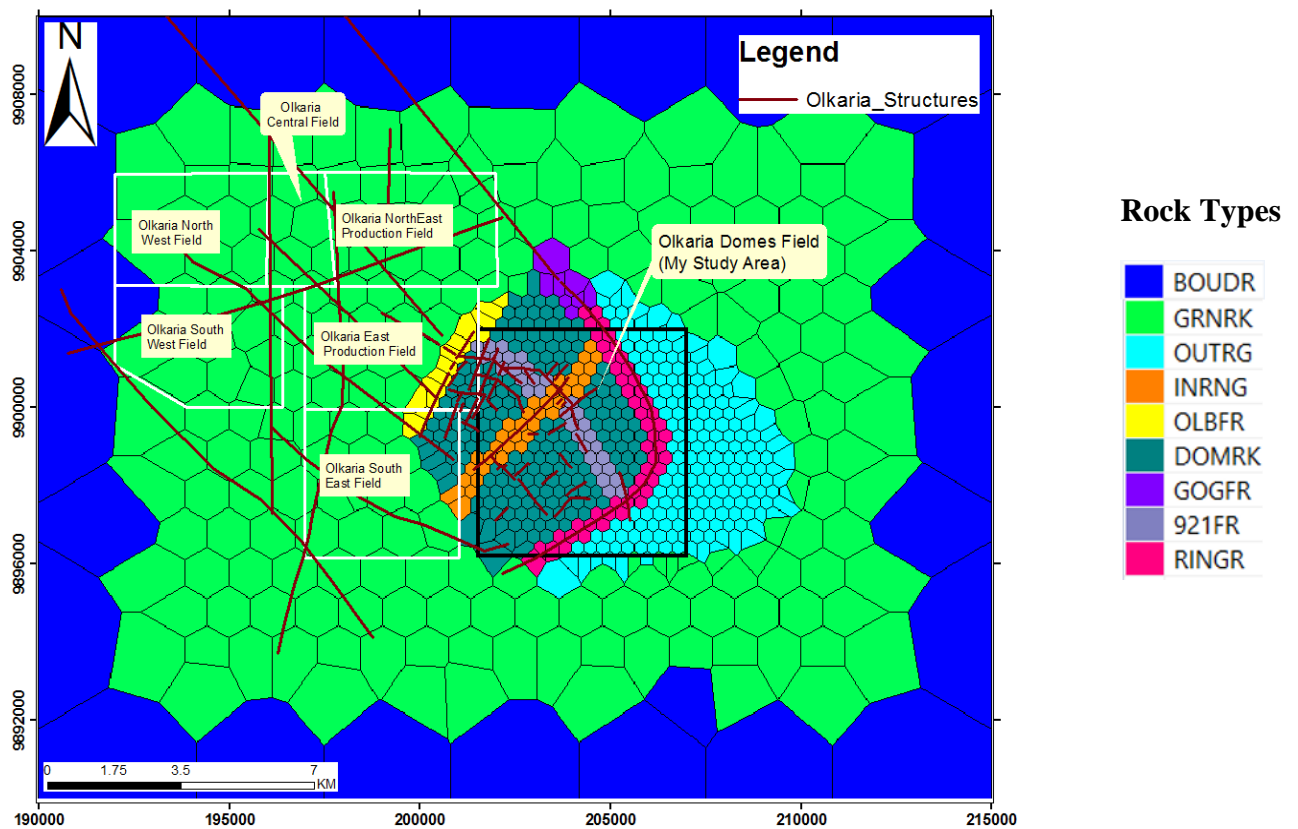 N
Legend
Olkaria_Structures
Olkaria
Central Field
Olkaria North
West Field
Olkaria NorthEast
Production Field
Olkaria Domes Field
(My Study Area)
Olkaria South
West Field
Olkaria East
Production Field
Olkaria South
East Field
0 1.75 3.5 7
KM
9908000
9904000
9900000
9896000
9892000
190000 195000 200000 205000 210000 215000
Rock Types
BOUDR
GRNRK
OUTRG
INRNG
OLBFR
DOMRK
GOGFR
921FR
RINGR